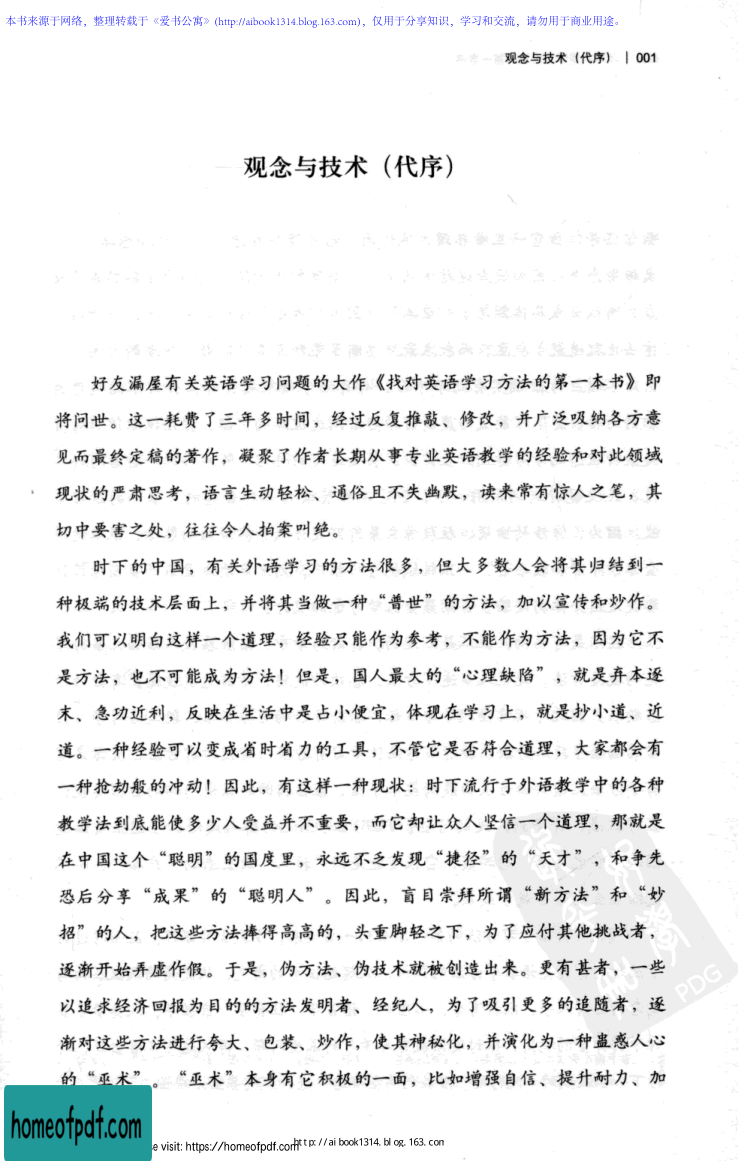 本书来源于网络，整理转载于《爱书公寓》(http://aibook1314.blog.163.com)，仅用于分享知识，学习和交流，请勿用于商业用途。
观念与技术（代序） | 001
观念与技术（代序）
好友漏屋有关英语学习问题的大作《找对英语学习方法的第一本书》即
将问世。这一耗费了三年多时间，经过反复推敲、修改，并广泛吸纳各方意
见而最终定稿的著作，凝聚了作者长期从事专业英语教学的经验和对此领域
现状的严肃思考，语言生动轻松、通俗且不失幽默，读来常有惊人之笔，其
切中要害之处，往往令人拍案叫绝。
时下的中国，有关外语学习的方法很多，但大多数人会将其归结到一
种极端的技术层面上，并将其当做一种“普世”的方法，加以宣传和炒作。
我们可以明白这样一个道理，经验只能作为参考，不能作为方法，因为它不
是方法，也不可能成为方法！但是，国人最大的“心理缺陷”，就是弃本逐
末、急功近利，反映在生活中是占小便宜，体现在学习上，就是抄小道、近
道。一种经验可以变成省时省力的工具，不管它是否符合道理，大家都会有
一种抢劫般的冲动！因此，有这样一种现状：时下流行于外语教学中的各种
教学法到底能使多少人受益并不重要，而它却让众人坚信一个道理，那就是
在中国这个“聪明”的国度里，永远不乏发现“捷径”的“天才”，和争先
恐后分享“成果”的“聪明人”。因此，盲目崇拜所谓“新方法”和“妙
招”的人，把这些方法捧得高高的，头重脚轻之下，为了应付其他挑战者，
逐渐开始弄虚作假。于是，伪方法、伪技术就被创造出来。更有甚者，一些
以追求经济回报为目的的方法发明者、经纪人，为了吸引更多的追随者，逐
渐对这些方法进行夸大、包装、炒作，使其神秘化，并演化为一种蛊惑人心
的“巫术”。“巫术”本身有它积极的一面，比如增强自信、提升耐力、加
PDG
homeofpdf.com
se visit: https://homeofpdf.com
http://aibook1314.blog.163.com